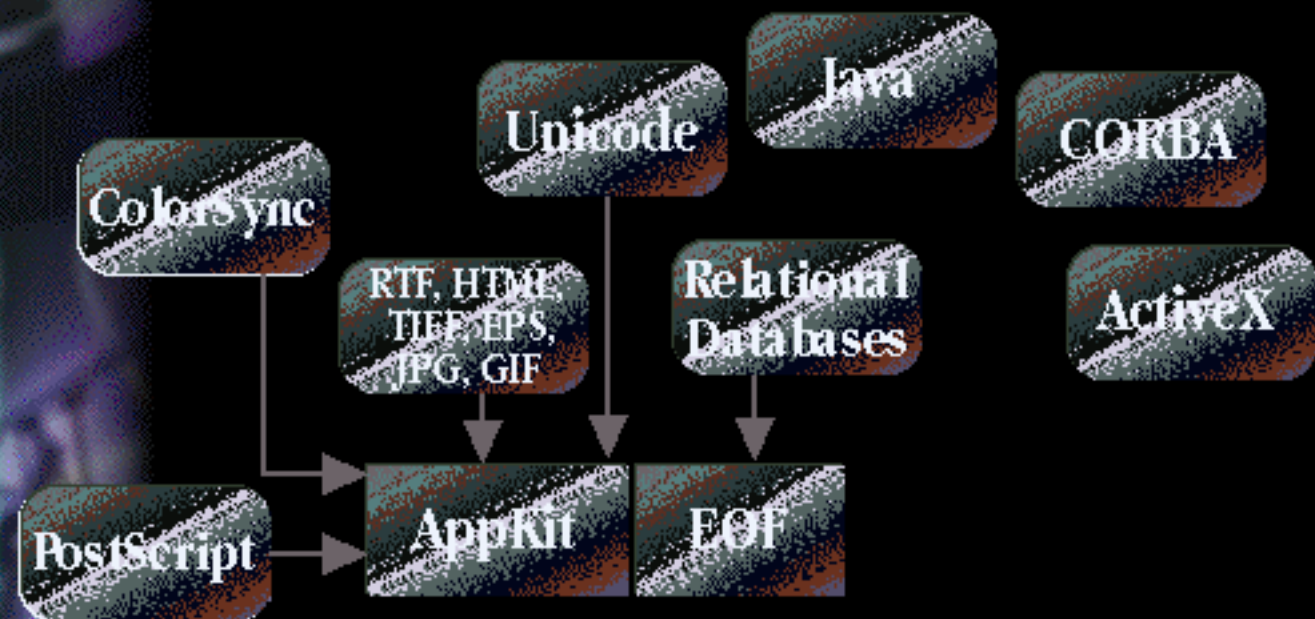 Java
Unicode
CORBA
ColorSync
RTF, HTML,
TIFF, EPS,
JPG, GIF
Relational
Databases
ActiveX
AppKit
EOF
PostScript